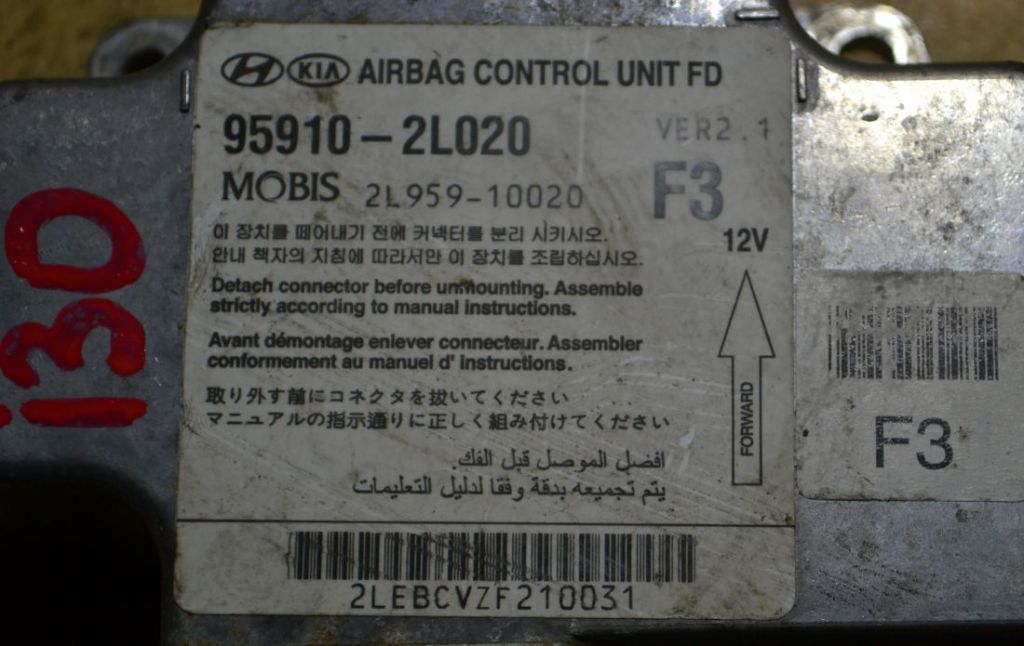 KIA AIRBAG CONTROL UNIT FD
95910-2L020 VER2.1
MOBIS 2L959-10020 F3
이 장치를 떼어내기 전에 커넥터를 분리 시키시오.
안내 책자의 지침에 따라서만 이 장치를 조립하십시오.
12V
Detach connector before unmounting. Assemble
strictly according to manual instructions.
Avant démontage enlever connecteur. Assembler
conformement au manuel d' instructions.
取り外す前にコネクタを抜いてください
マニュアルの指示通りに正しく組み付けてください
افضل الموصل قبل الفك.
يتم تجميعه بدقة وفقا لدليل التعليمات
FORWARD
2LEBCVZF210031
F3
i30